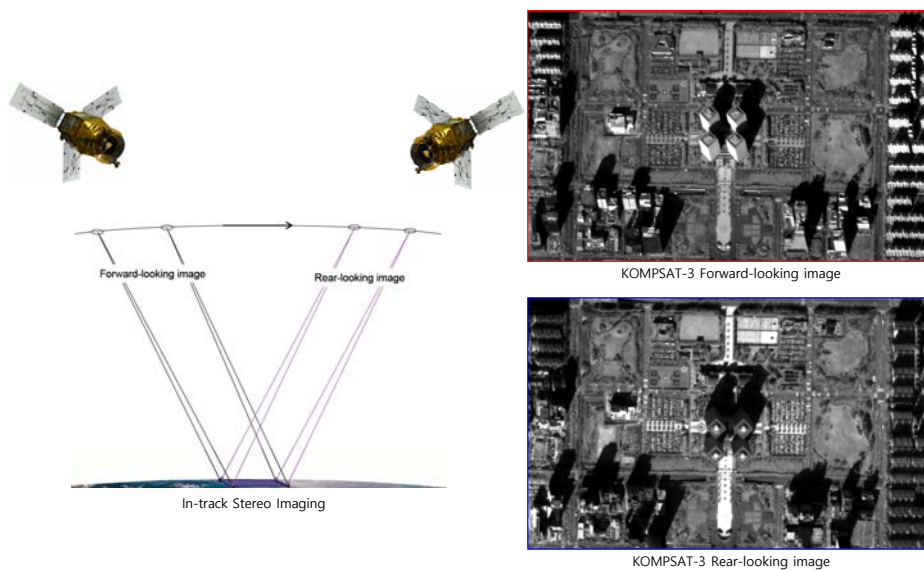 Forward-looking image
Rear-looking image
In-track Stereo Imaging
KOMPSAT-3 Forward-looking image
KOMPSAT-3 Rear-looking image